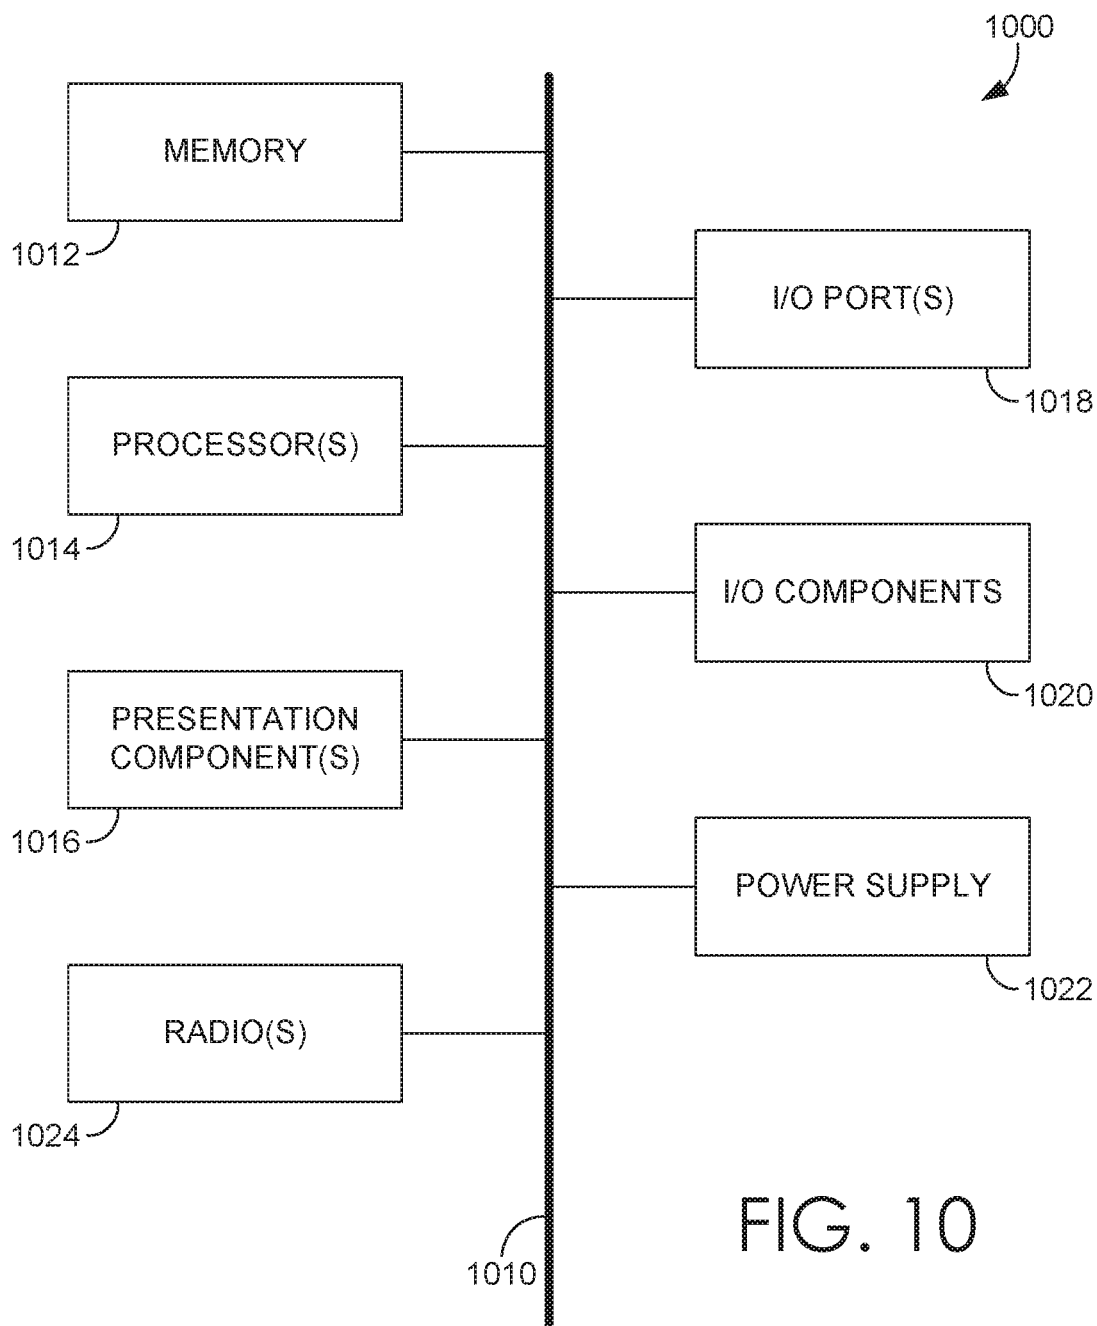 1000
MEMORY
1012
I/O PORT(S)
1018
PROCESSOR(S)
1014
I/O COMPONENTS
1020
PRESENTATION
COMPONENT(S)
1016
POWER SUPPLY
1022
RADIO(S)
1024
1010
FIG. 10